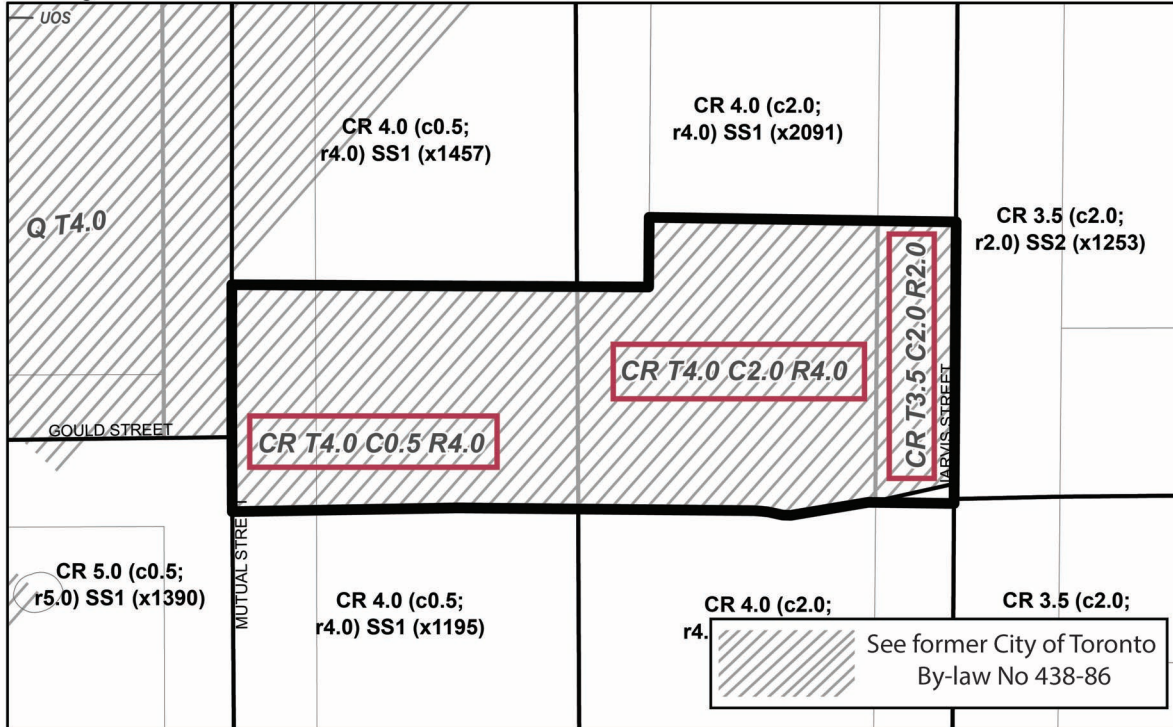 UOS
CR 4.0 (c0.5;
r4.0) SS1 (x1457)
CR 4.0 (c2.0;
r4.0) SS1 (x2091)
CR 3.5 (c2.0;
r2.0) SS2 (x1253)
Q T4.0
CR T4.0 C2.0 R4.0
CR T3.5 C2.0 R2.0
CR T4.0 C0.5 R4.0
GOULD STREET
JARVIS STREET
MUTUAL STREET
CR 5.0 (c0.5;
r5.0) SS1 (x1390)
CR 4.0 (c0.5;
r4.0) SS1 (x1195)
CR 4.0 (c2.0;
r4.
CR 3.5 (c2.0;
See former City of Toronto
By-law No 438-86